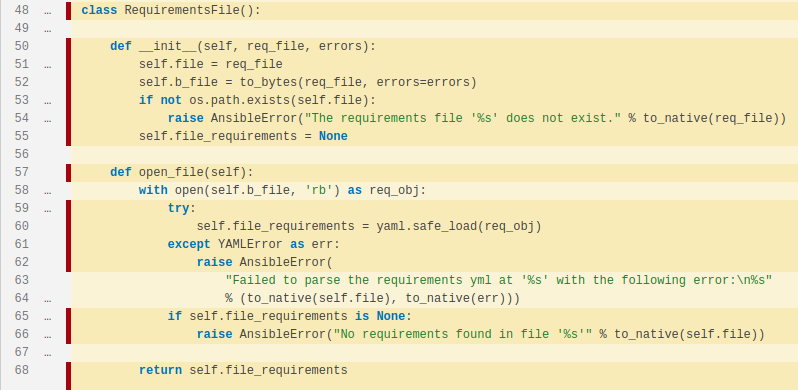 48 … class RequirementsFile():
49 …
50 def __init__(self, req_file, errors):
51 … self.file = req_file
52 self.b_file = to_bytes(req_file, errors=errors)
53 … if not os.path.exists(self.file):
54 … raise AnsibleError("The requirements file '%s' does not exist." % to_native(req_file))
55 self.file_requirements = None
56
57 def open_file(self):
58 … with open(self.b_file, 'rb') as req_obj:
59 … try:
60 self.file_requirements = yaml.safe_load(req_obj)
61 except YAMLError as err:
62 raise AnsibleError(
63 "Failed to parse the requirements yml at '%s' with the following error:\n%s"
64 … % (to_native(self.file), to_native(err)))
65 … if self.file_requirements is None:
66 … raise AnsibleError("No requirements found in file '%s'" % to_native(self.file))
67 …
68 return self.file_requirements